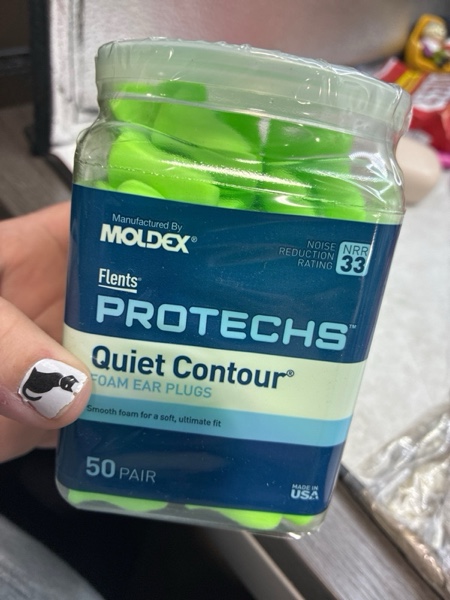 Manufactured By
MOLDEX®
NOISE
REDUCTION
RATING
NRR
33
Flents®
PROTECHS™
Quiet Contour®
FOAM EAR PLUGS
Smooth foam for a soft, ultimate fit
50 PAIR
MADE IN
USA